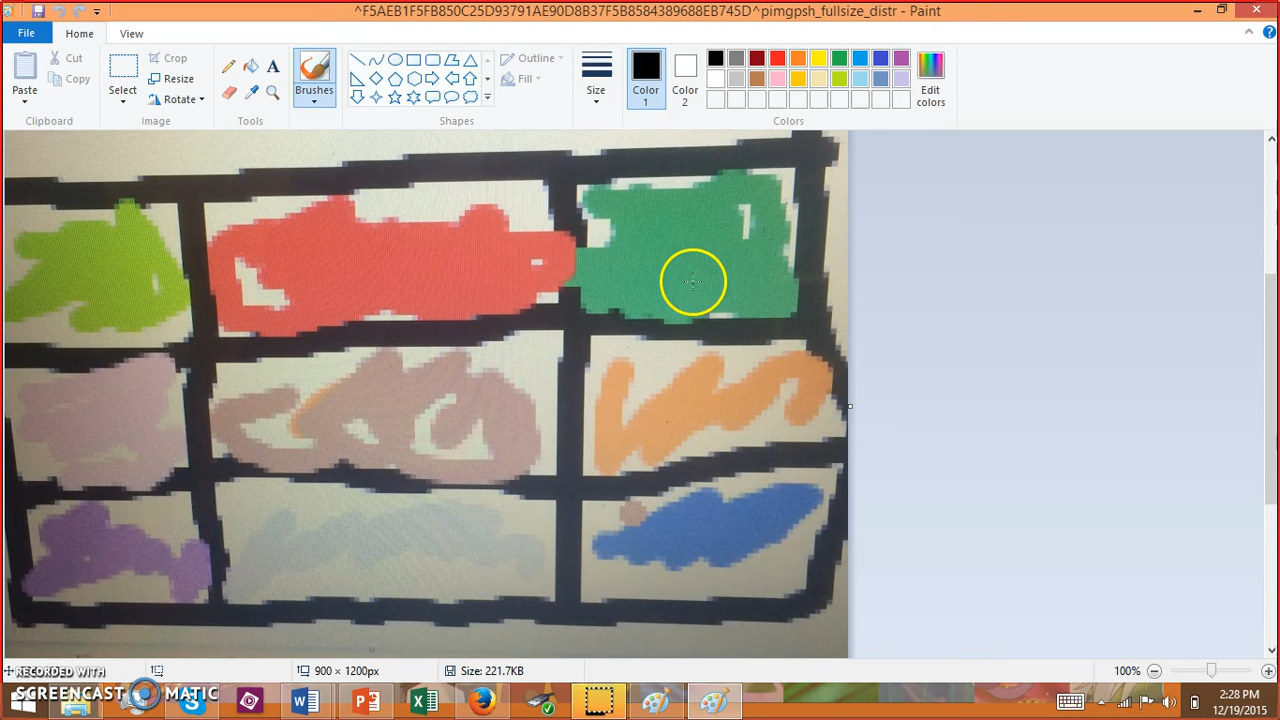 ^F5AEB1F5FB850C25D93791AE90D8B37F5B8584389688EB745D^pimgpsh_fullsize_distr - Paint
File
Home
View
Paste
Cut
Copy
Clipboard
Select
Crop
Resize
Rotate
Image
A
Tools
Brushes
Shapes
Outline
Fill
Size
Color 1
Color 2
Colors
Edit colors
900 × 1200px
Size: 221.7KB
100%
RECORDED WITH
SCREENCAST MATIC
2:28 PM
12/19/2015